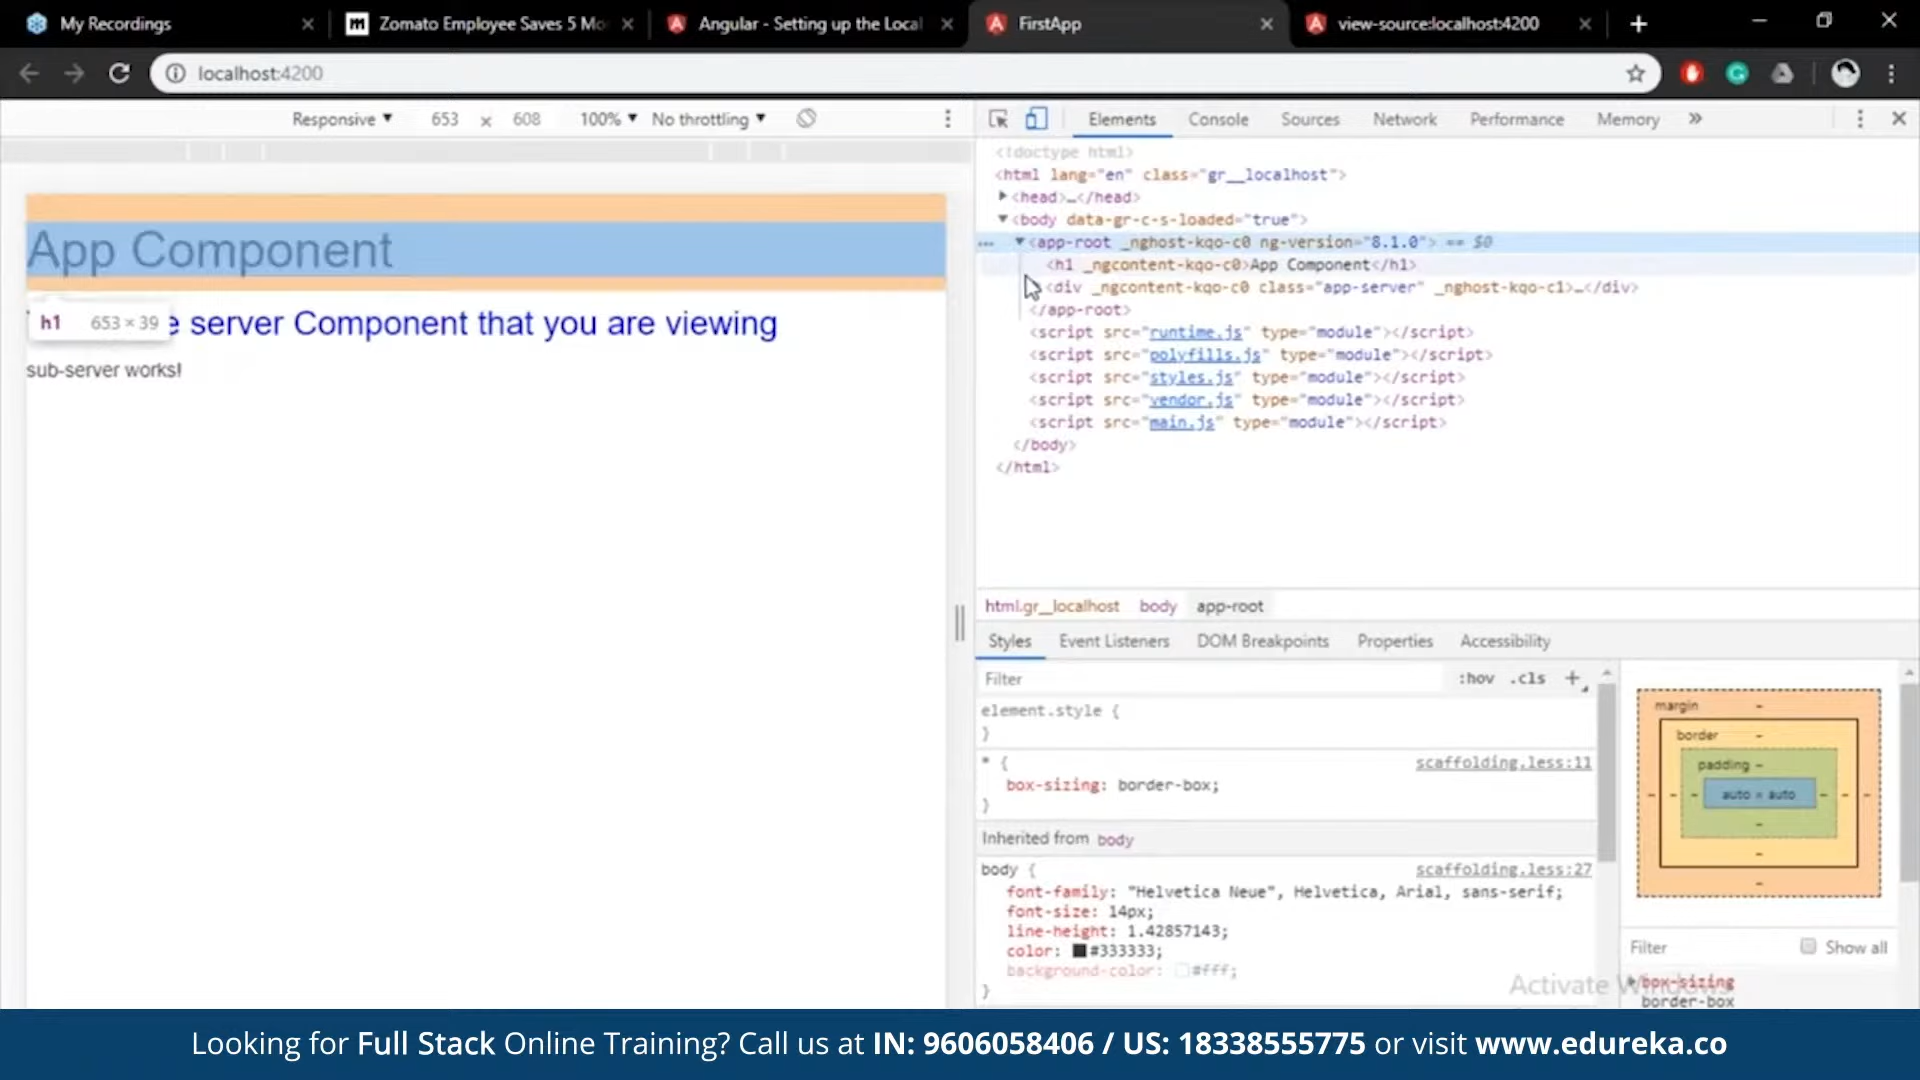 My Recordings
Zomato Employee Saves 5 Mo
Angular - Setting up the Local
FirstApp
view-source:localhost:4200
localhost:4200
Responsive ▼ 653 x 608 100% ▼ No throttling ▼
Elements Console Sources Network Performance Memory »
<!doctype html>
<html lang="en" class="gr__localhost">
<head>…</head>
<body data-gr-c-s-loaded="true">
<app-root _nghost-kqo-c0 ng-version="8.1.0"> == $0
<h1 _ngcontent-kqo-c0>App Component</h1>
<div _ngcontent-kqo-c0 class="app-server" _nghost-kqo-c1>…</div>
</app-root>
<script src="runtime.js" type="module"></script>
<script src="polyfills.js" type="module"></script>
<script src="styles.js" type="module"></script>
<script src="vendor.js" type="module"></script>
<script src="main.js" type="module"></script>
</body>
</html>
App Component
h1 653 × 39
e server Component that you are viewing
sub-server works!
html.gr__localhost body app-root
Styles Event Listeners DOM Breakpoints Properties Accessibility
Filter :hov .cls +
element.style {
}
* { scaffolding.less:11
box-sizing: border-box;
}
Inherited from body
body { scaffolding.less:27
font-family: "Helvetica Neue", Helvetica, Arial, sans-serif;
font-size: 14px;
line-height: 1.42857143;
color: #333333;
background-color: #fff;
}
margin -
border -
padding -
auto × auto
Filter Show all
box-sizing
border-box
Activate Windows
Looking for Full Stack Online Training? Call us at IN: 9606058406 / US: 18338555775 or visit www.edureka.co